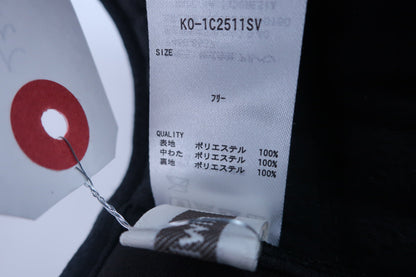 KO-1C2511SV
SIZE
フリー
QUALITY
表地 ポリエステル 100%
中わた ポリエステル 100%
裏地 ポリエステル 100%